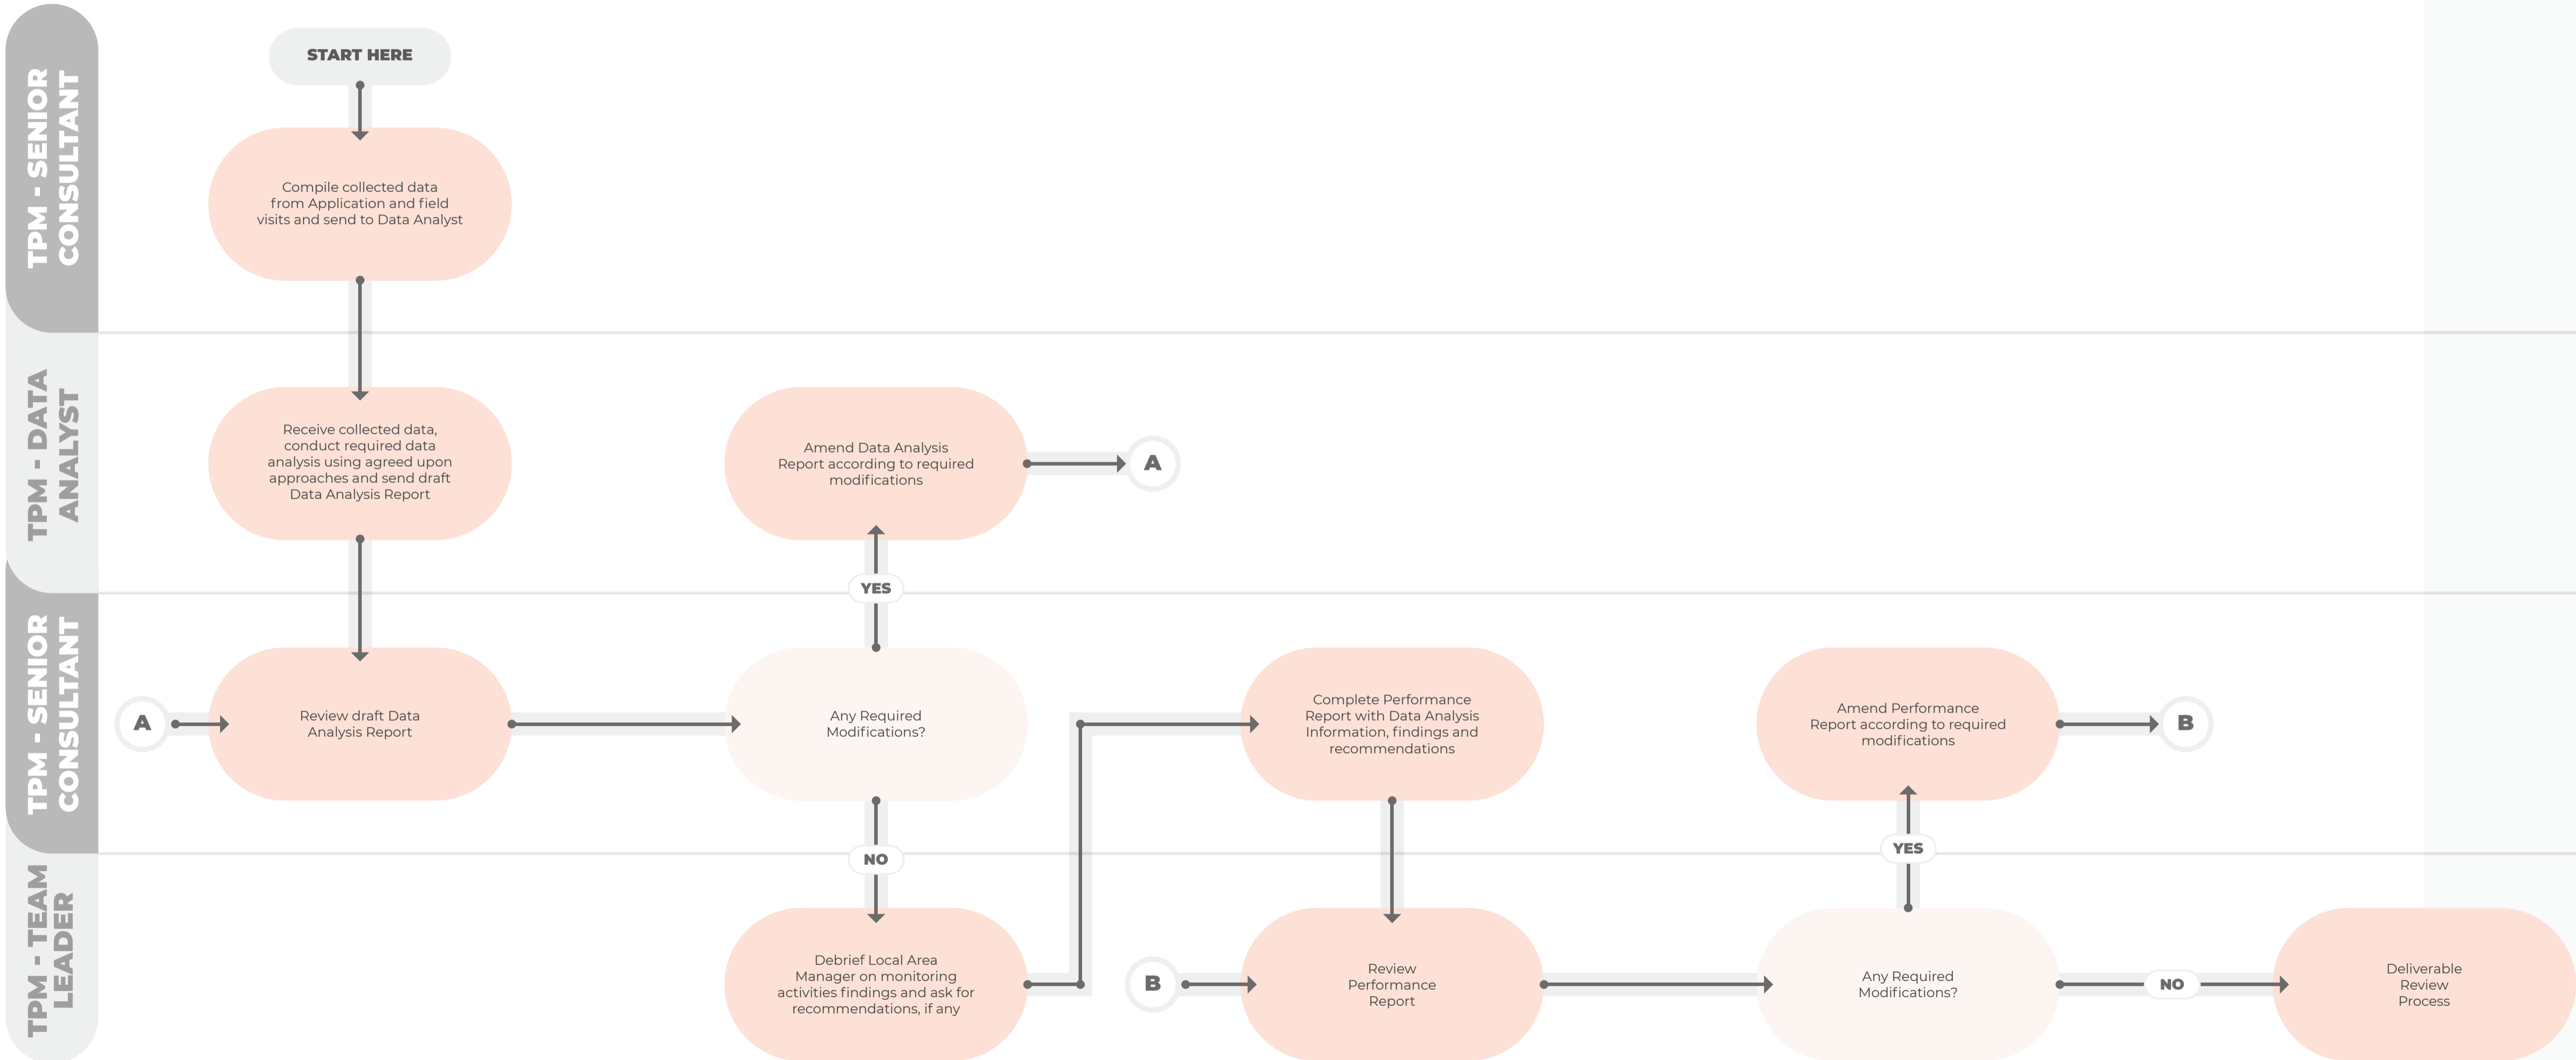 TPM - SENIOR
CONSULTANT
START HERE
Compile collected data
from Application and field
visits and send to Data Analyst
TPM - DATA
ANALYST
Receive collected data,
conduct required data
analysis using agreed upon
approaches and send draft
Data Analysis Report
Amend Data Analysis
Report according to required
modifications
A
YES
TPM - SENIOR
CONSULTANT
A
Review draft Data
Analysis Report
Any Required
Modifications?
Complete Performance
Report with Data Analysis
Information, findings and
recommendations
Amend Performance
Report according to required
modifications
B
NO
YES
TPM - TEAM
LEADER
Debrief Local Area
Manager on monitoring
activities findings and ask for
recommendations, if any
B
Review
Performance
Report
Any Required
Modifications?
NO
Deliverable
Review
Process